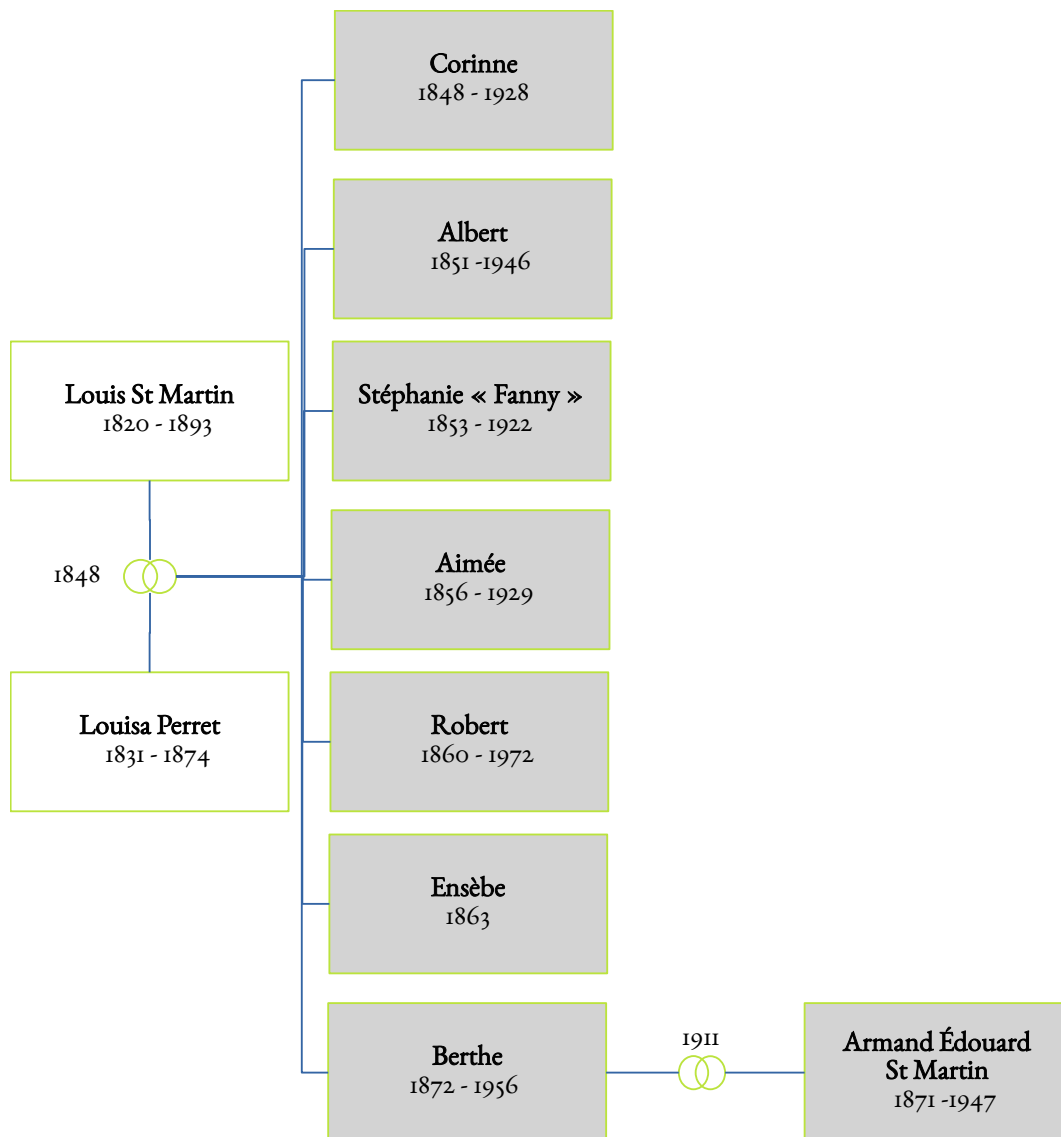 Corinne
1848 - 1928
Albert
1851 -1946
Louis St Martin
1820 - 1893
Stéphanie « Fanny »
1853 - 1922
1848
Aimée
1856 - 1929
Louisa Perret
1831 - 1874
Robert
1860 - 1972
Ensèbe
1863
Berthe
1872 - 1956
1911
Armand Édouard
St Martin
1871 -1947